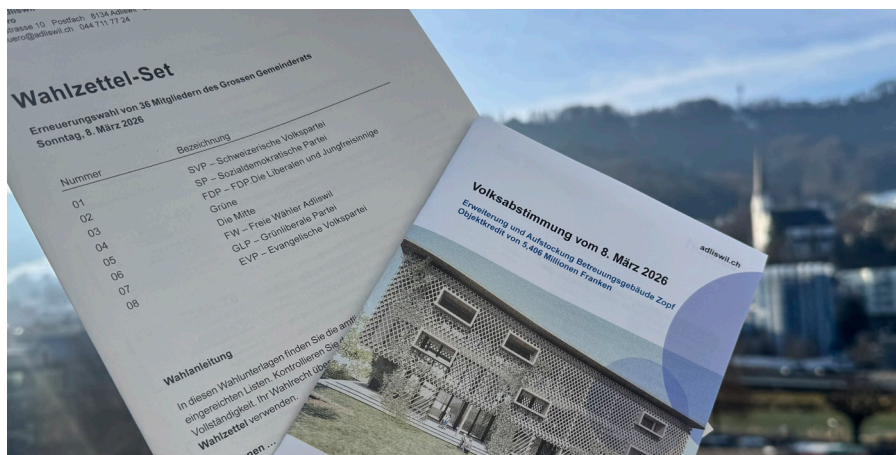 strasse 10 Postfach 8134 Adliswil
buero@adliswil.ch 044 711 77 24
Wahlzettel-Set
Erneuerungswahl von 36 Mitgliedern des Grossen Gemeinderats
Sonntag, 8. März 2026
Nummer Bezeichnung
01 SVP – Schweizerische Volkspartei
02 SP – Sozialdemokratische Partei
03 FDP – FDP.Die Liberalen und Jungfreisinnige
04 Grüne
05 Die Mitte
06 FW – Freie Wähler Adliswil
07 GLP – Grünliberale Partei
08 EVP – Evangelische Volkspartei
Wahlanleitung
In diesen Wahlunterlagen finden Sie die
eingereichten Listen. Kontrollieren Sie
Vollständigkeit. Ihr Wahlrecht
Wahlzettel verwenden.
adliswil.ch
Volksabstimmung vom 8. März 2026
Erweiterung und Aufstockung Betreuungsgebäude Zopf
Objektkredit von 5,406 Millionen Franken